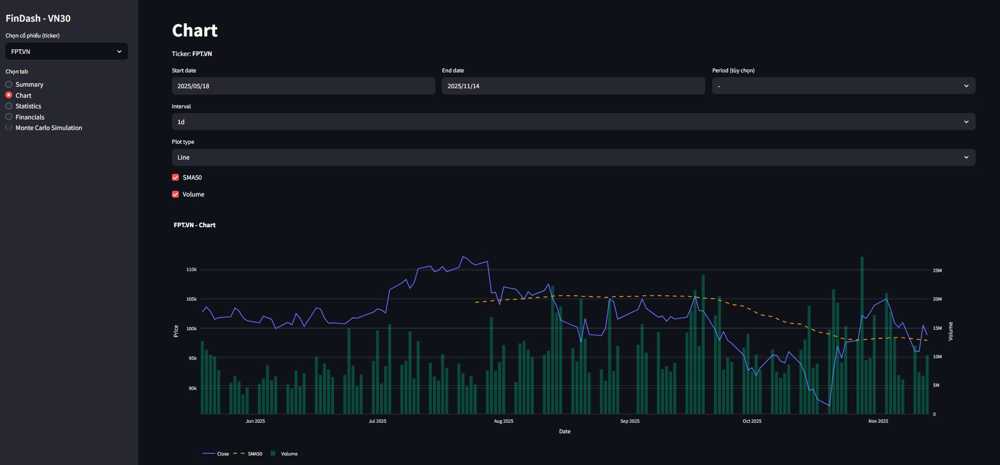 FinDash - VN30
Chọn cổ phiếu (ticker)
FPT.VN
Chọn tab
Summary
Chart
Statistics
Financials
Monte Carlo Simulation
Chart
Ticker: FPT.VN
Start date
End date
Period (tùy chọn)
2025/05/18
2025/11/14
-
Interval
1d
Plot type
Line
SMA50
Volume
FPT.VN - Chart
110k
105k
100k
95k
90k
Price
25M
20M
15M
10M
5M
0
Volume
Jun 2025
Jul 2025
Aug 2025
Sep 2025
Oct 2025
Nov 2025
Date
Close
SMA50
Volume